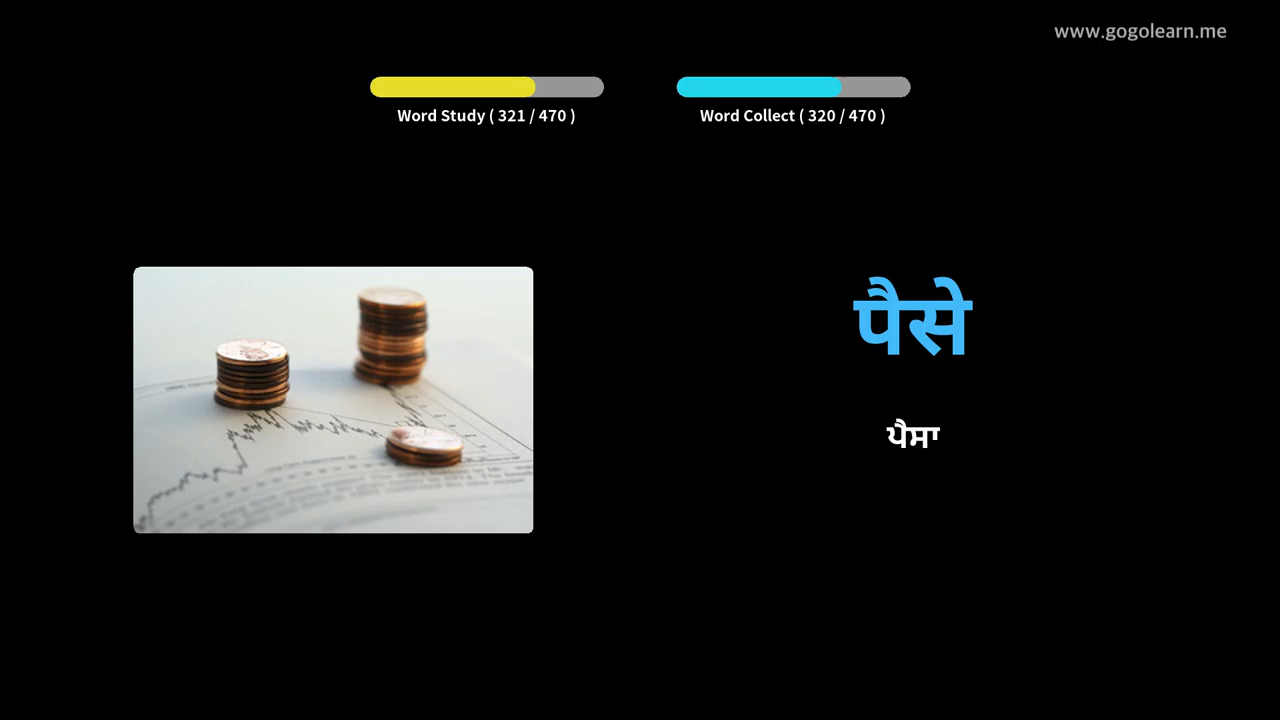 www.gogolearn.me
Word Study ( 321 / 470 )
Word Collect ( 320 / 470 )
पैसे
ਪੈਸਾ